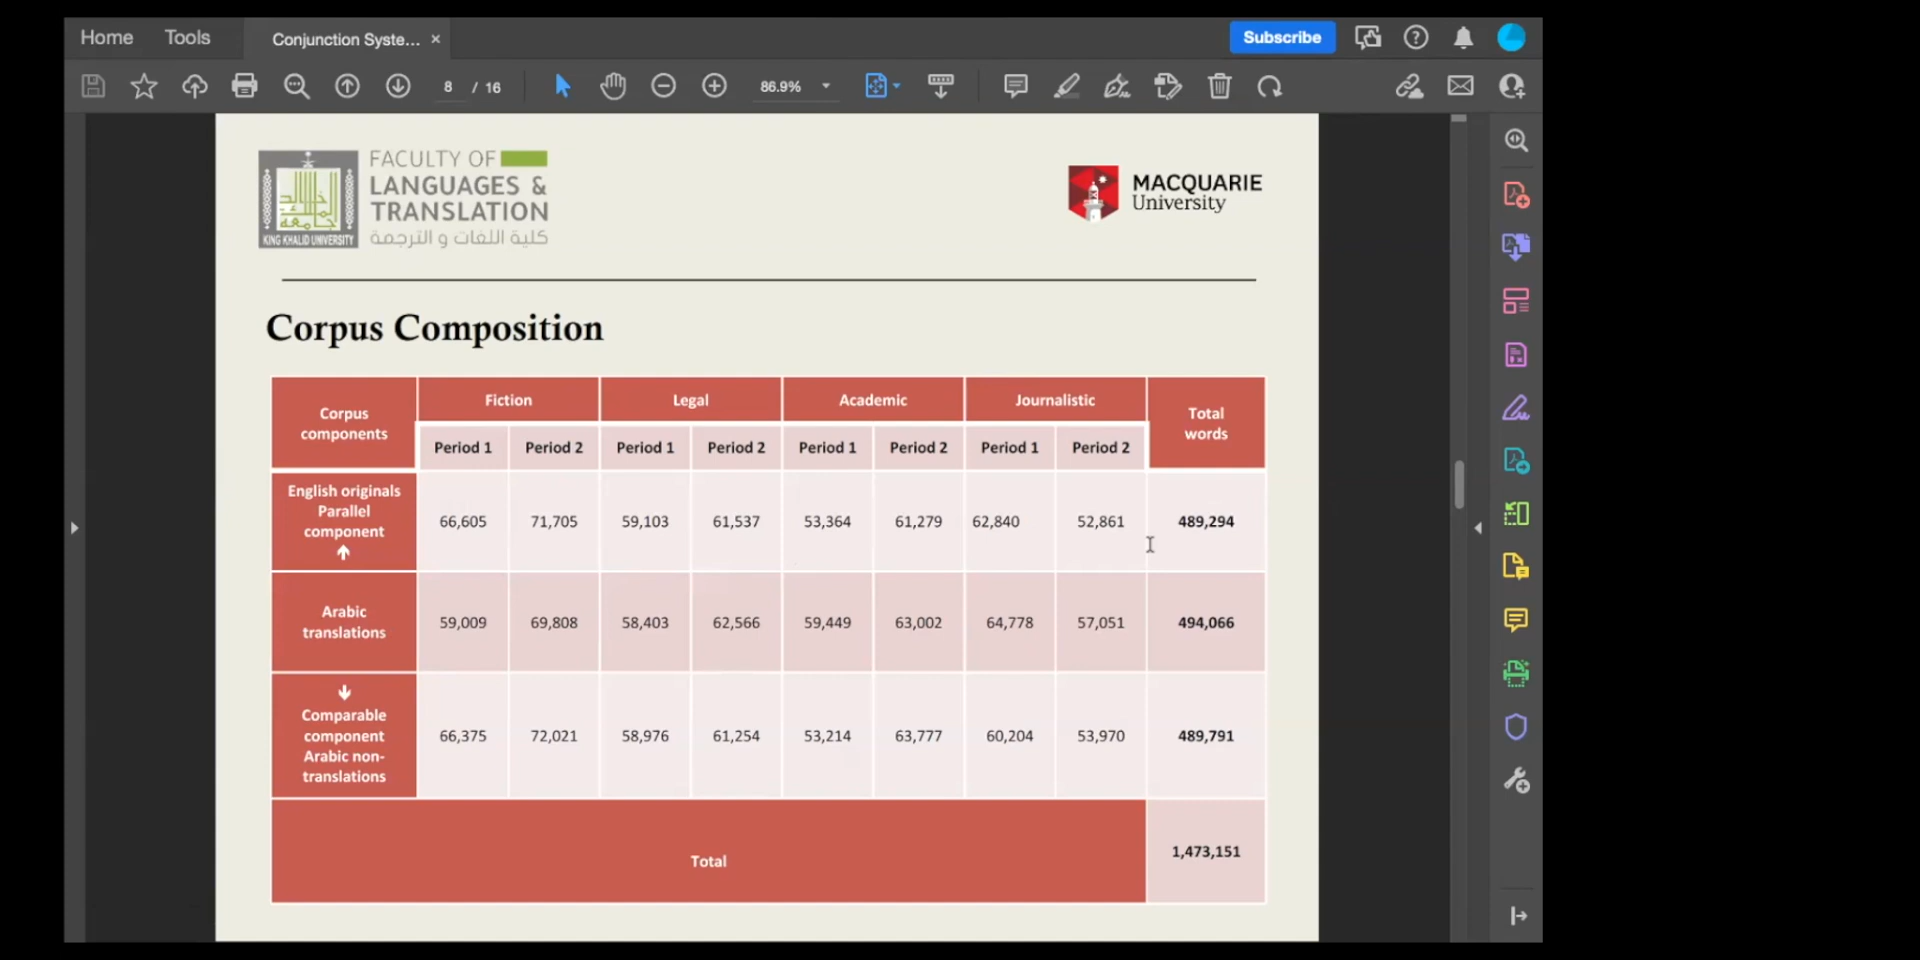 Home Tools Conjunction Syste... × Subscribe
8 / 16 86.9%
FACULTY OF
LANGUAGES &
TRANSLATION
كلية اللغات و الترجمة
جامعة الملك خالد
KING KHALID UNIVERSITY
MACQUARIE
University
Corpus Composition
Corpus components Fiction Legal Academic Journalistic Total words
Period 1 Period 2 Period 1 Period 2 Period 1 Period 2 Period 1 Period 2
English originals Parallel component ↑ 66,605 71,705 59,103 61,537 53,364 61,279 62,840 52,861 489,294
Arabic translations 59,009 69,808 58,403 62,566 59,449 63,002 64,778 57,051 494,066
↓ Comparable component Arabic non-translations 66,375 72,021 58,976 61,254 53,214 63,777 60,204 53,970 489,791
Total 1,473,151